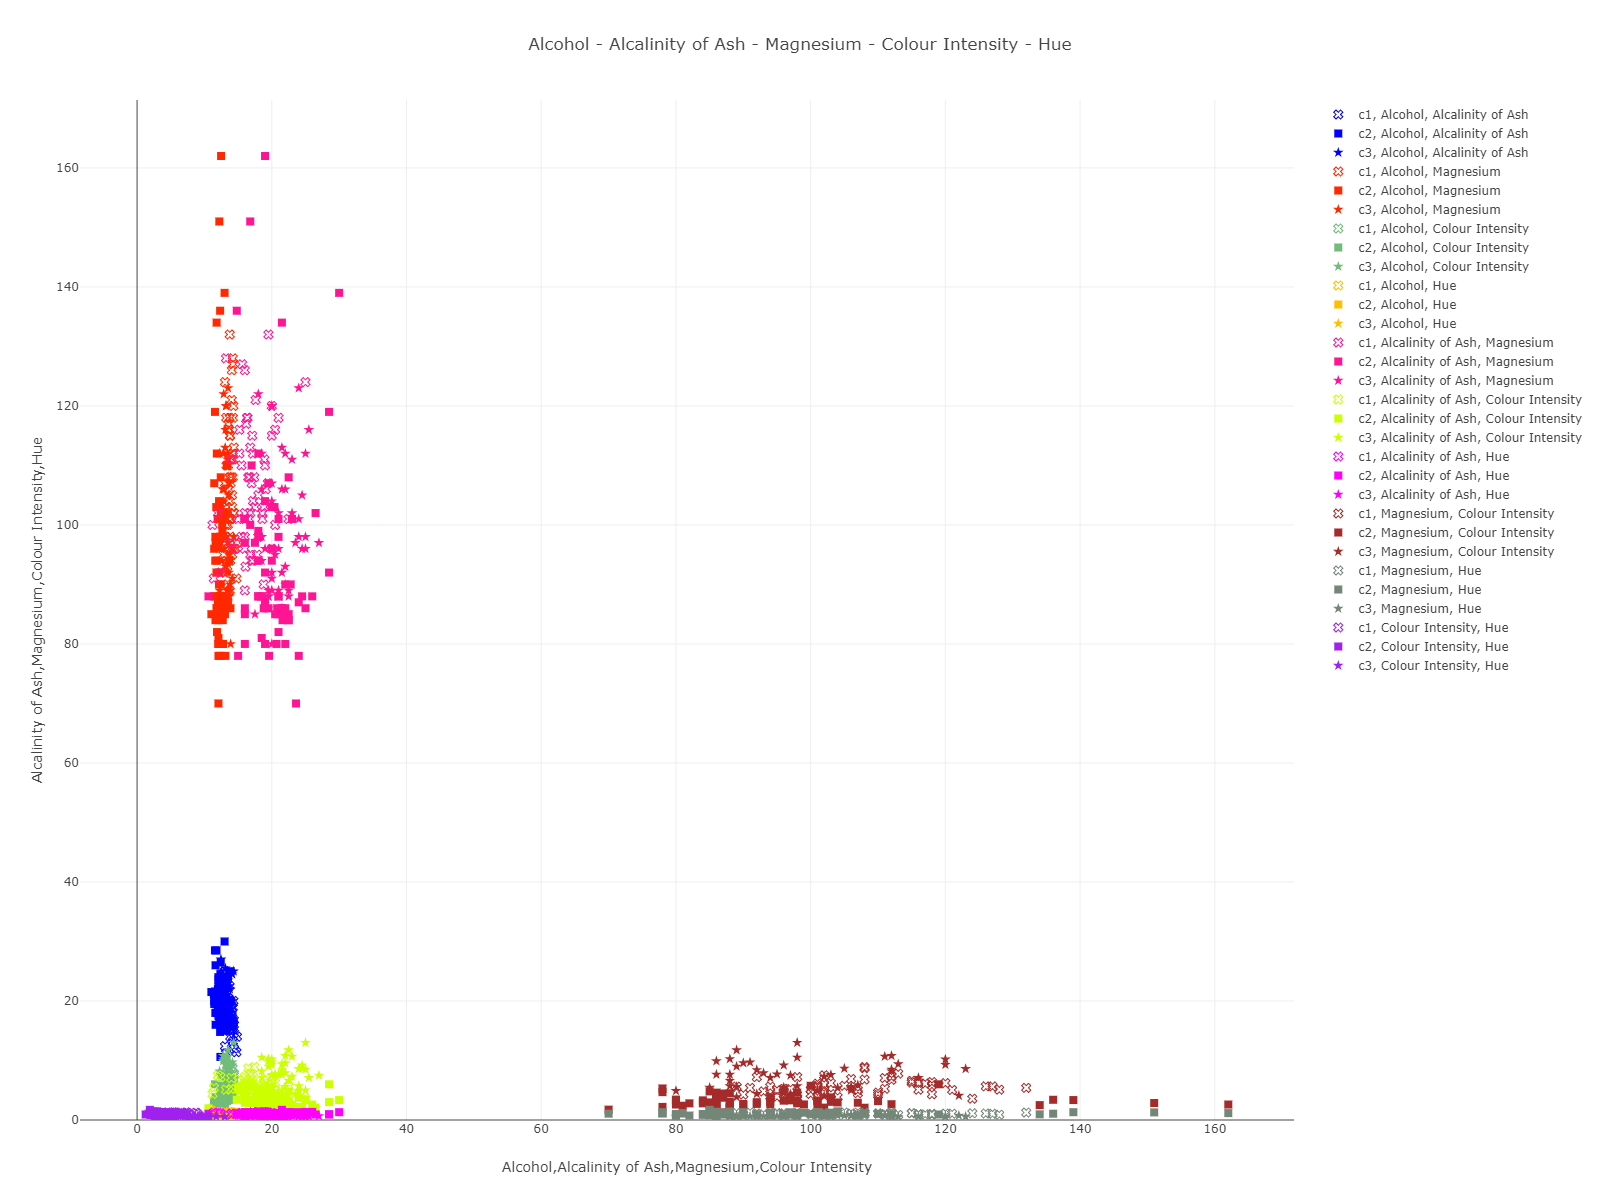 Alcohol - Alcalinity of Ash - Magnesium - Colour Intensity - Hue
c1, Alcohol, Alcalinity of Ash
c2, Alcohol, Alcalinity of Ash
c3, Alcohol, Alcalinity of Ash
c1, Alcohol, Magnesium
c2, Alcohol, Magnesium
c3, Alcohol, Magnesium
c1, Alcohol, Colour Intensity
c2, Alcohol, Colour Intensity
c3, Alcohol, Colour Intensity
c1, Alcohol, Hue
c2, Alcohol, Hue
c3, Alcohol, Hue
c1, Alcalinity of Ash, Magnesium
c2, Alcalinity of Ash, Magnesium
c3, Alcalinity of Ash, Magnesium
c1, Alcalinity of Ash, Colour Intensity
c2, Alcalinity of Ash, Colour Intensity
c3, Alcalinity of Ash, Colour Intensity
c1, Alcalinity of Ash, Hue
c2, Alcalinity of Ash, Hue
c3, Alcalinity of Ash, Hue
c1, Magnesium, Colour Intensity
c2, Magnesium, Colour Intensity
c3, Magnesium, Colour Intensity
c1, Magnesium, Hue
c2, Magnesium, Hue
c3, Magnesium, Hue
c1, Colour Intensity, Hue
c2, Colour Intensity, Hue
c3, Colour Intensity, Hue
Alcalinity of Ash,Magnesium,Colour Intensity,Hue
160
140
120
100
80
60
40
20
0
0 20 40 60 80 100 120 140 160
Alcohol,Alcalinity of Ash,Magnesium,Colour Intensity